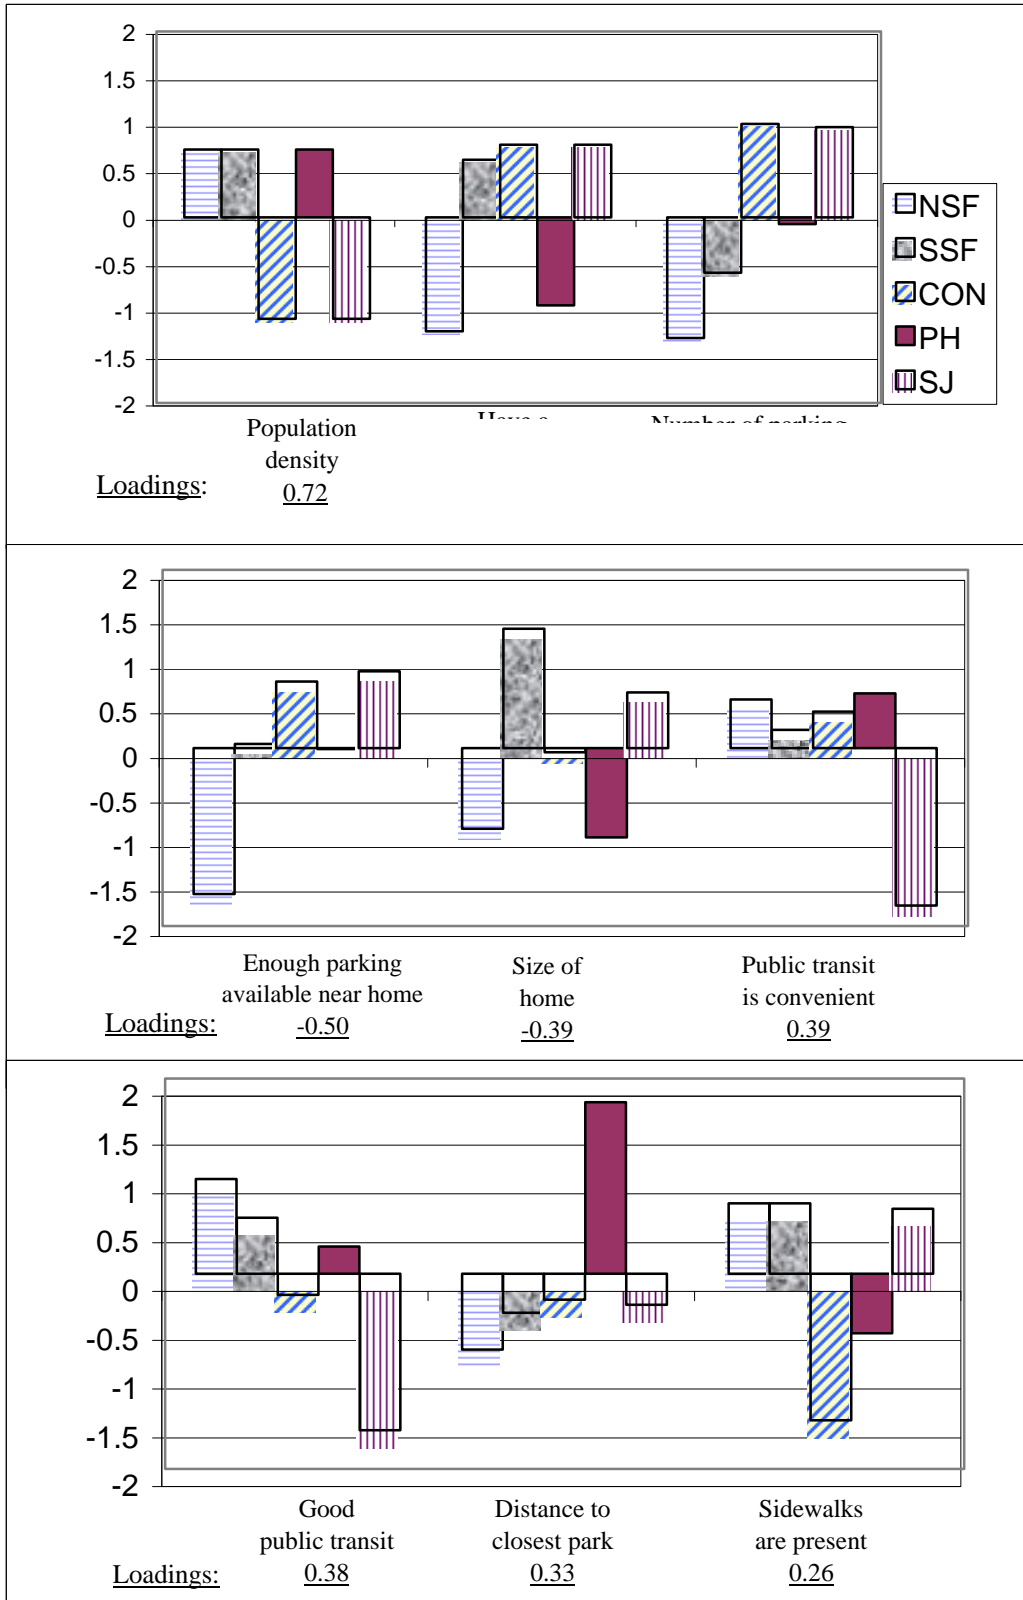 2
1.5
1
0.5
0
-0.5
-1
-1.5
-2
NSF
SSF
CON
PH
SJ
Have a
Number of parking
Population
density
Loadings:
0.72
2
1.5
1
0.5
0
-0.5
-1
-1.5
-2
Enough parking
available near home
-0.50
Size of
home
-0.39
Public transit
is convenient
0.39
Loadings:
2
1.5
1
0.5
0
-0.5
-1
-1.5
-2
Good
public transit
0.38
Distance to
closest park
0.33
Sidewalks
are present
0.26
Loadings: